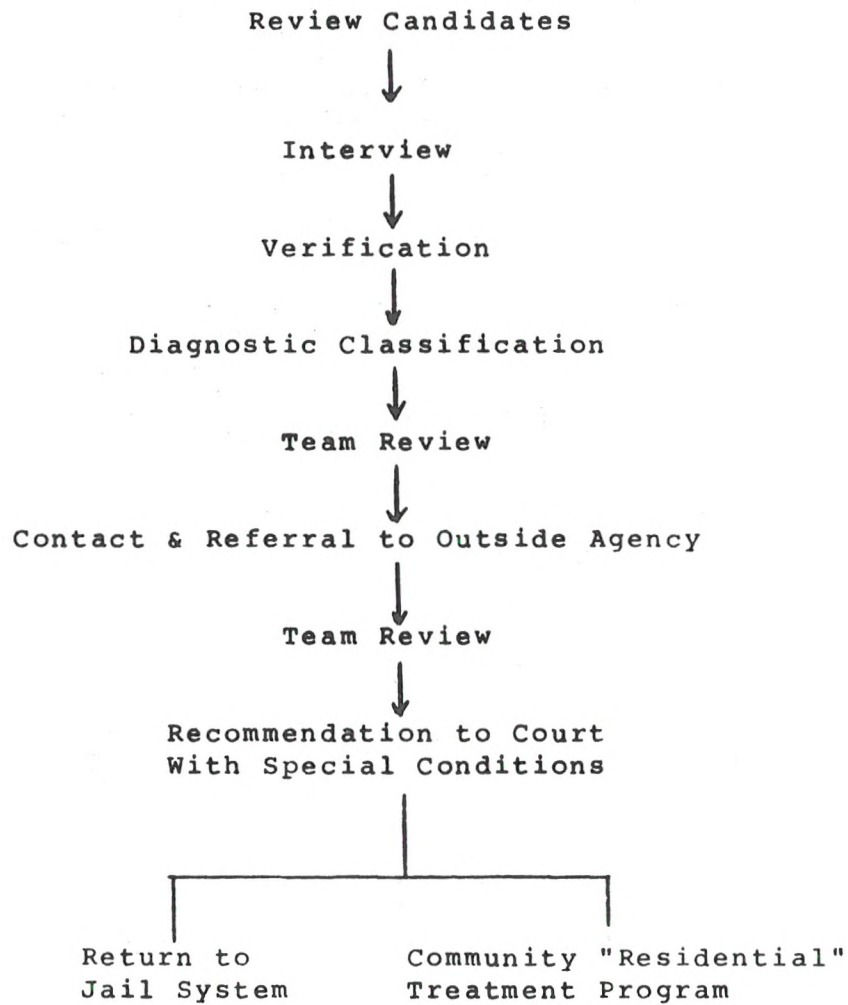 Review Candidates
Interview
Verification
Diagnostic Classification
Team Review
Contact & Referral to Outside Agency
Team Review
Recommendation to Court
With Special Conditions
Return to
Jail System
Community "Residential"
Treatment Program